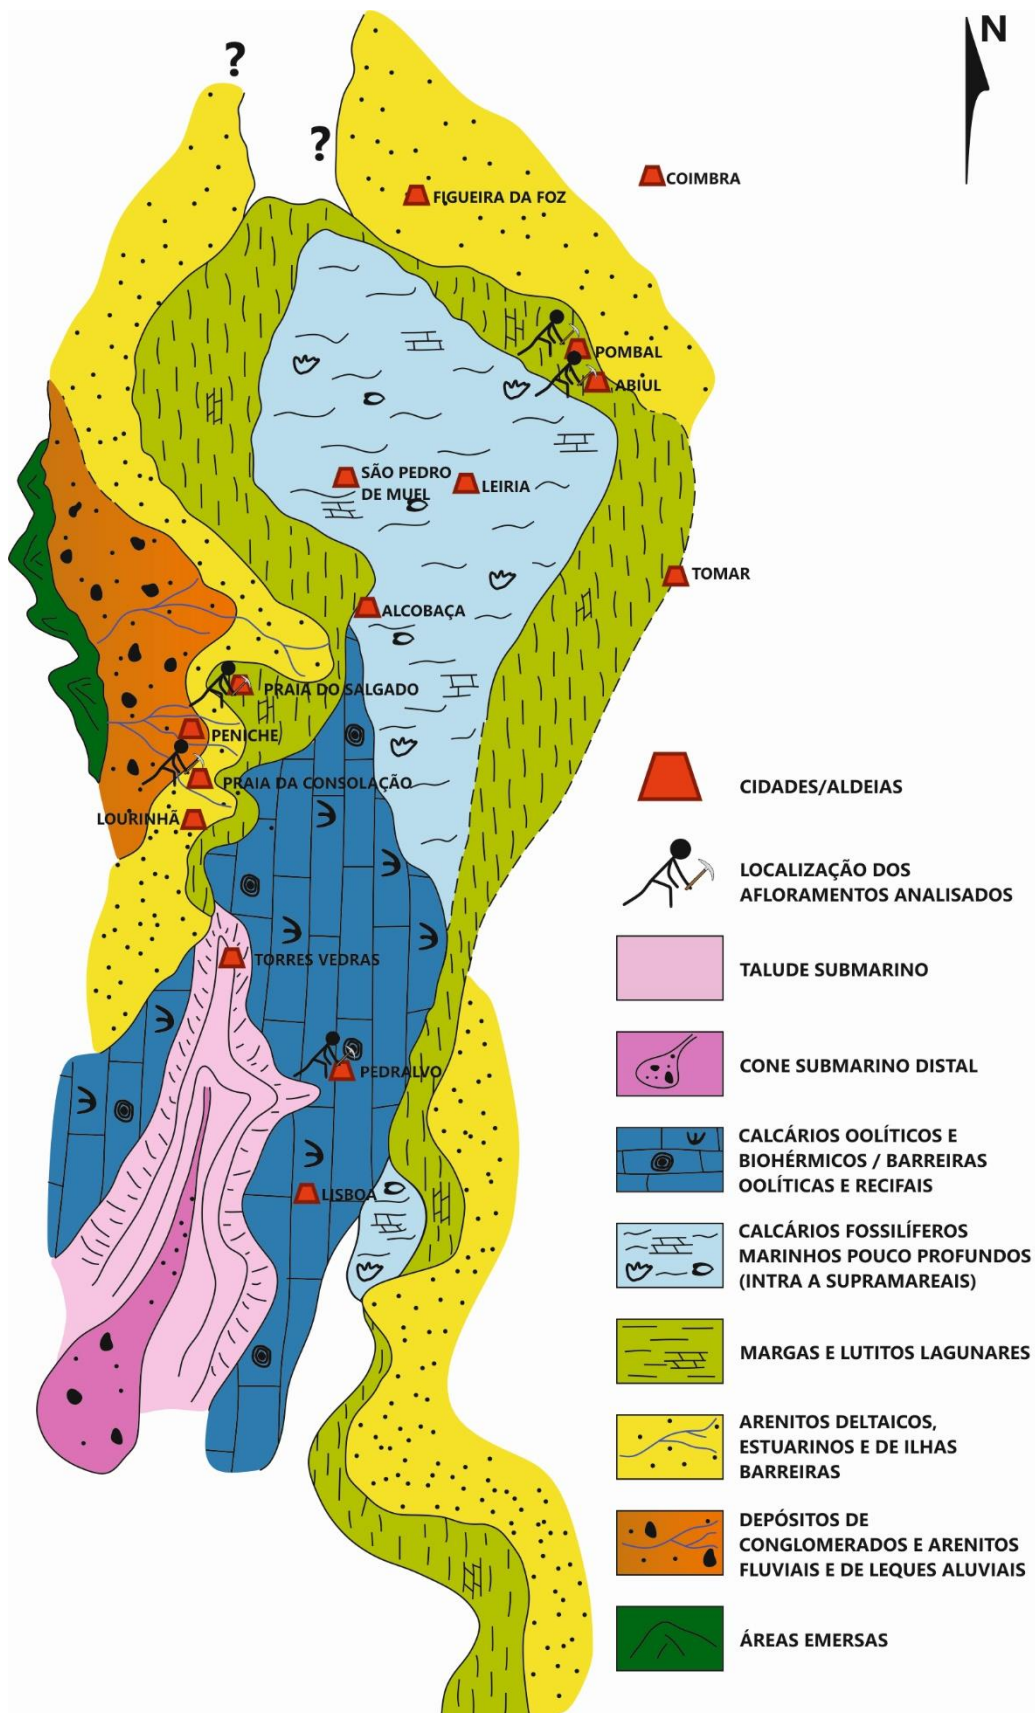 N
?
?
COIMBRA
FIGUEIRA DA FOZ
POMBAL
ABIUL
SÃO PEDRO
DE MUEL
LEIRIA
TOMAR
ALCOBAÇA
PRAIA DO SALGADO
PENICHE
PRAIA DA CONSOLAÇÃO
LOURINHÃ
TORRES VEDRAS
PEDRALVO
LISBOA
CIDADES/ALDEIAS
LOCALIZAÇÃO DOS
AFLORAMENTOS ANALISADOS
TALUDE SUBMARINO
CONE SUBMARINO DISTAL
CALCÁRIOS OOLÍTICOS E
BIOHÉRMICOS / BARREIRAS
OOLÍTICAS E RECIFAIS
CALCÁRIOS FOSSILÍFEROS
MARINHOS POUCO PROFUNDOS
(INTRA A SUPRAMAREAIS)
MARGAS E LUTITOS LAGUNARES
ARENITOS DELTAICOS,
ESTUARINOS E DE ILHAS
BARREIRAS
DEPÓSITOS DE
CONGLOMERADOS E ARENITOS
FLUVIAIS E DE LEQUES ALUVIAIS
ÁREAS EMERSAS